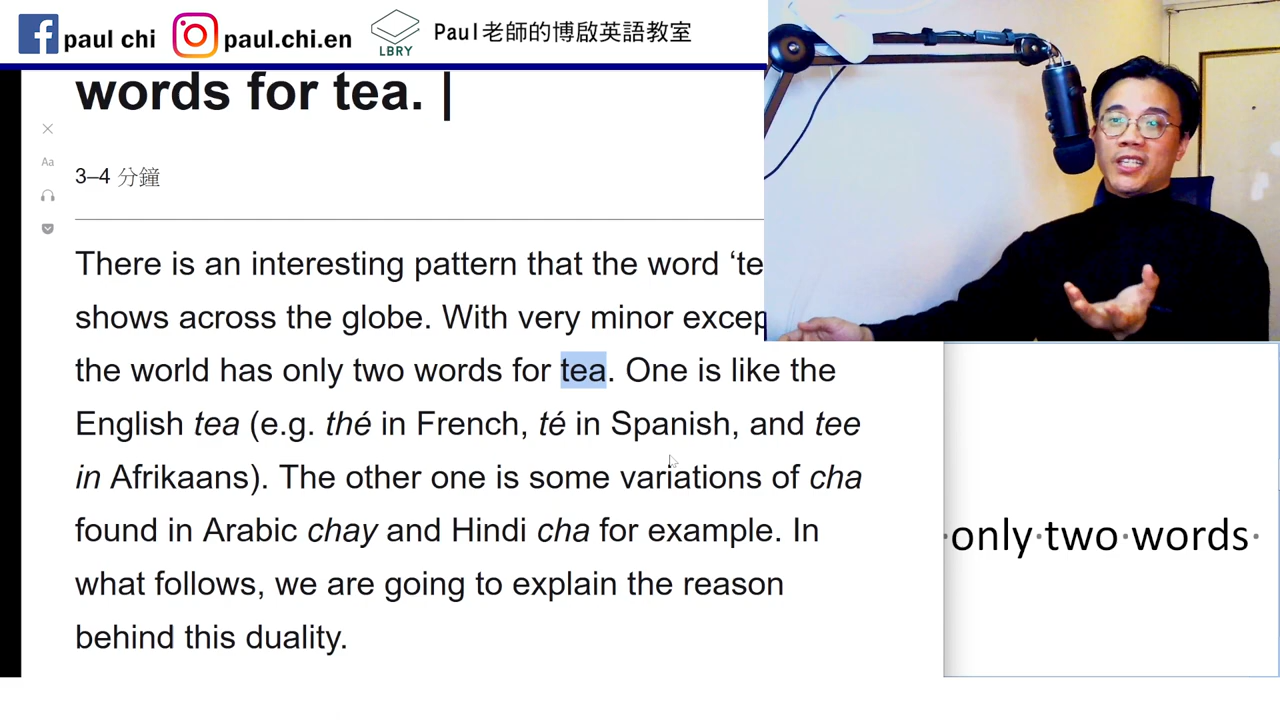 paul chi
paul.chi.en
LBRY
Paul老師的博啟英語教室
words for tea. |
Aa
3–4 分鐘
There is an interesting pattern that the word ‘te
shows across the globe. With very minor excep
the world has only two words for tea. One is like the
English tea (e.g. thé in French, té in Spanish, and tee
in Afrikaans). The other one is some variations of cha
found in Arabic chay and Hindi cha for example. In
what follows, we are going to explain the reason
behind this duality.
·only·two·words·